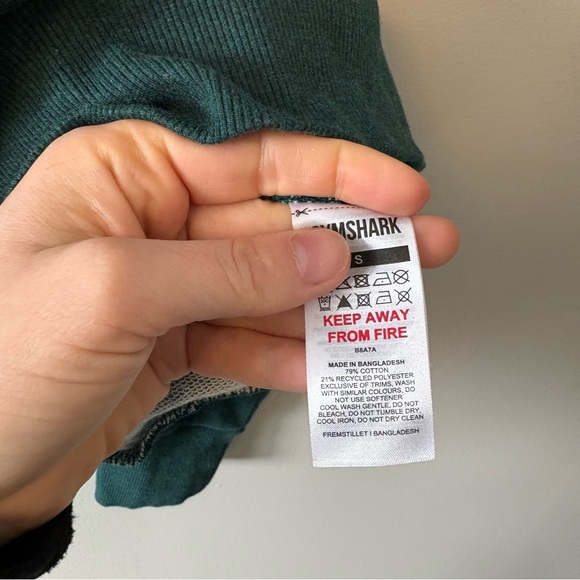 GYMSHARK
S
KEEP AWAY
FROM FIRE
B8A7A
MADE IN BANGLADESH
79% COTTON
21% RECYCLED POLYESTER
EXCLUSIVE OF TRIMS, WASH
WITH SIMILAR COLOURS, DO
NOT USE SOFTENER
COOL WASH GENTLE, DO NOT
BLEACH, DO NOT TUMBLE DRY,
COOL IRON, DO NOT DRY CLEAN
FREMSTILLET I BANGLADESH